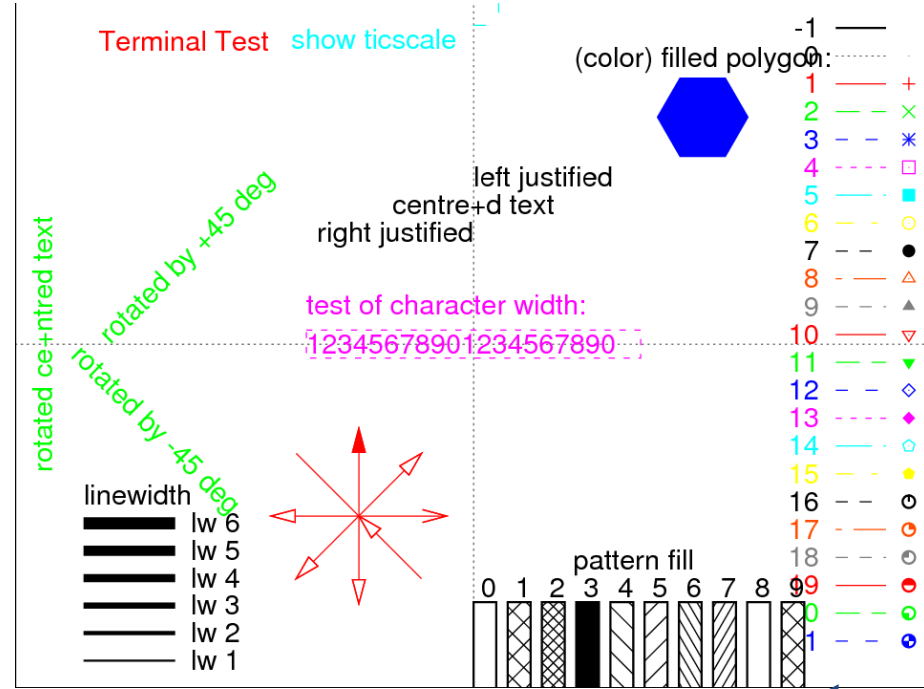 Terminal Test
show ticscale
(color) filled polygon:
left justified
centre+d text
right justified
rotated by +45 deg
rotated ce+ntred text
test of character width:
12345678901234567890
rotated by -45 deg
linewidth
lw 6
lw 5
lw 4
lw 3
lw 2
lw 1
pattern fill
0 1 2 3 4 5 6 7 8 9
-1
0
1
2
3
4
5
6
7
8
9
10
11
12
13
14
15
16
17
18
19
0
1